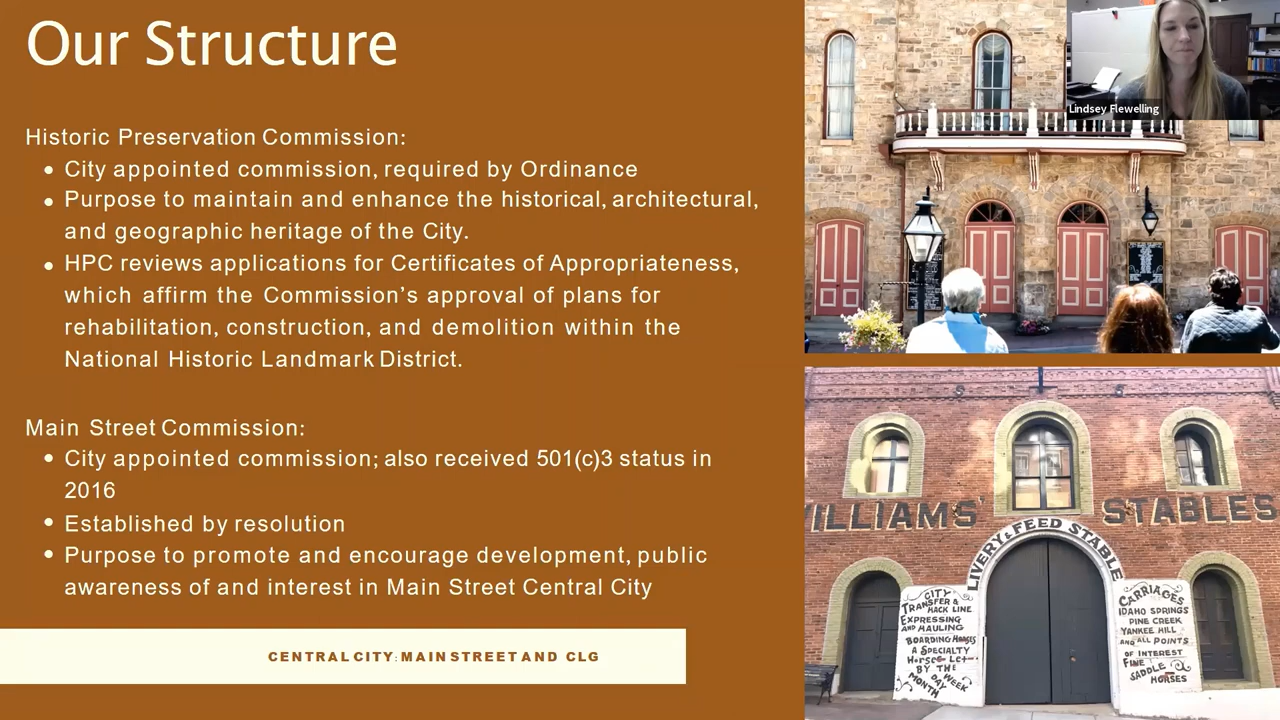 Our Structure
Historic Preservation Commission:
City appointed commission, required by Ordinance
Purpose to maintain and enhance the historical, architectural,
and geographic heritage of the City.
HPC reviews applications for Certificates of Appropriateness,
which affirm the Commission's approval of plans for
rehabilitation, construction, and demolition within the
National Historic Landmark District.
Main Street Commission:
City appointed commission; also received 501(c)3 status in
2016
Established by resolution
Purpose to promote and encourage development, public
awareness of and interest in Main Street Central City
CENTRAL CITY: MAIN STREET AND CLG
Lindsey Flewelling
WILLIAMS' STABLES
LIVERY & FEED STABLE
CITY
TRANSFER &
HACK LINE
EXPRESSING
AND HAULING
BOARDING HORSES
A SPECIALTY
HORSES LET
BY THE
DAY WEEK
MONTH
CARRIAGES
IDAHO SPRINGS
PINE CREEK
YANKEE HILL
AND ALL POINTS
OF INTEREST
FINE
SADDLE
HORSES